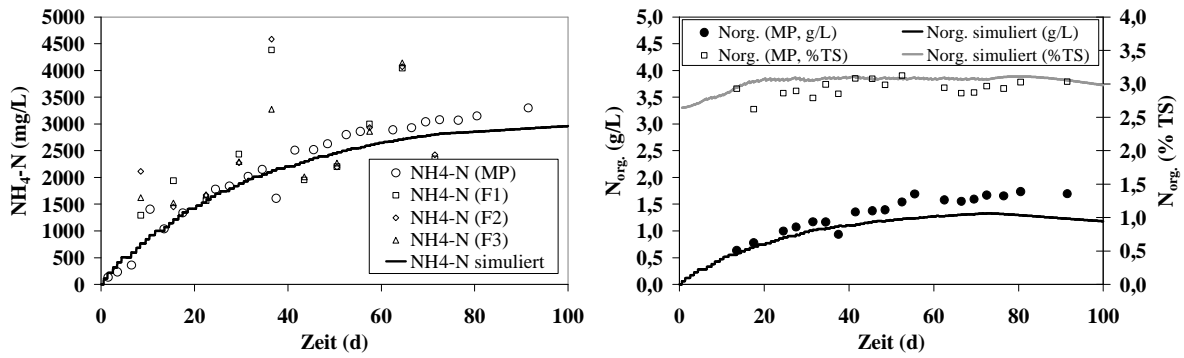 5000
4500
4000
3500
3000
2500
2000
1500
1000
500
0
NH4-N (mg/L)
NH4-N (MP)
NH4-N (F1)
NH4-N (F2)
NH4-N (F3)
NH4-N simuliert
0 20 40 60 80 100
Zeit (d)
5,0
4,5
4,0
3,5
3,0
2,5
2,0
1,5
1,0
0,5
0,0
Norg. (g/L)
Norg. (MP, g/L) Norg. simuliert (g/L)
Norg. (MP, %TS) Norg. simuliert (%TS)
4,0
3,5
3,0
2,5
2,0
1,5
1,0
0,5
0,0
Norg. (% TS)
0 20 40 60 80 100
Zeit (d)